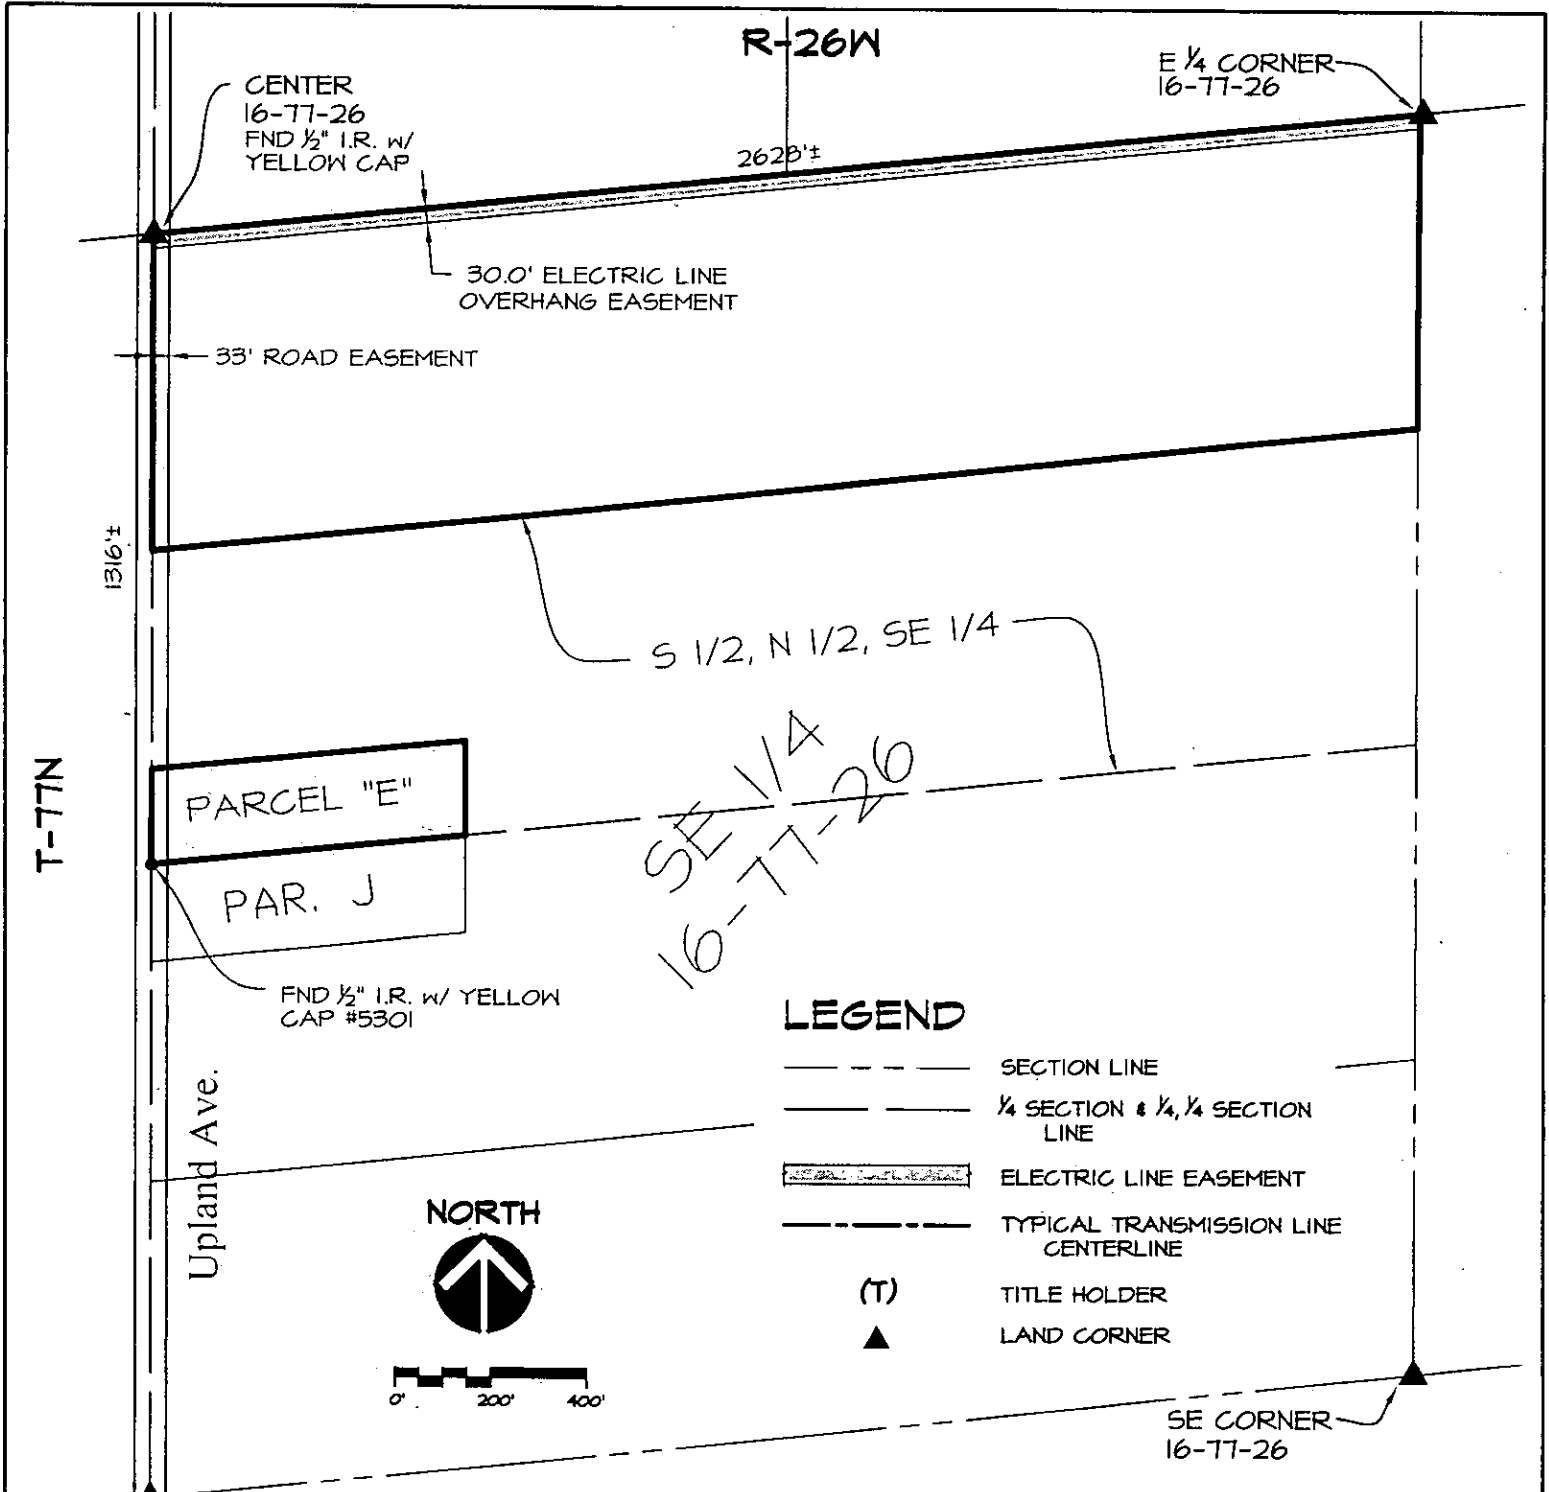 R-26W
CENTER
16-77-26
FND ½" I.R. w/
YELLOW CAP
E ¼ CORNER
16-77-26
2628'±
30.0' ELECTRIC LINE
OVERHANG EASEMENT
33' ROAD EASEMENT
1316'±
S 1/2, N 1/2, SE 1/4
SE 1/4
16-77-26
T-77N
PARCEL "E"
PAR. J
FND ½" I.R. w/ YELLOW
CAP #5301
Upland Ave.
NORTH
0' 200' 400'
LEGEND
SECTION LINE
¼ SECTION & ¼, ¼ SECTION
LINE
ELECTRIC LINE EASEMENT
TYPICAL TRANSMISSION LINE
CENTERLINE
(T) TITLE HOLDER
LAND CORNER
SE CORNER
16-77-26